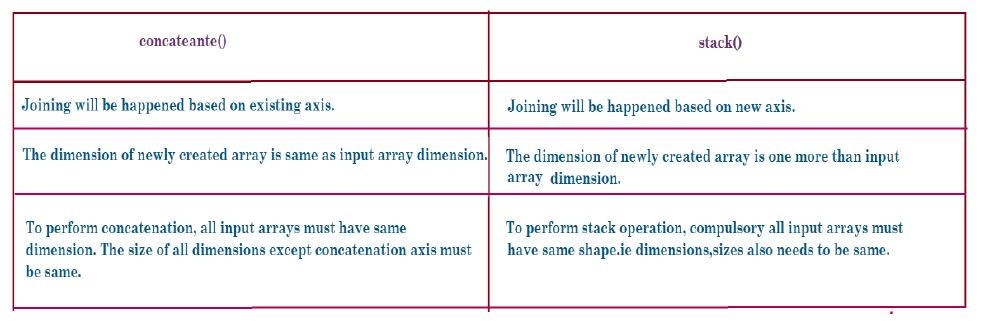 concateante()
stack()
Joining will be happened based on existing axis.
Joining will be happened based on new axis.
The dimension of newly created array is same as input array dimension.
The dimension of newly created array is one more than input
array dimension.
To perform concatenation, all input arrays must have same
dimension. The size of all dimensions except concatenation axis must
be same.
To perform stack operation, compulsory all input arrays must
have same shape.ie dimensions,sizes also needs to be same.